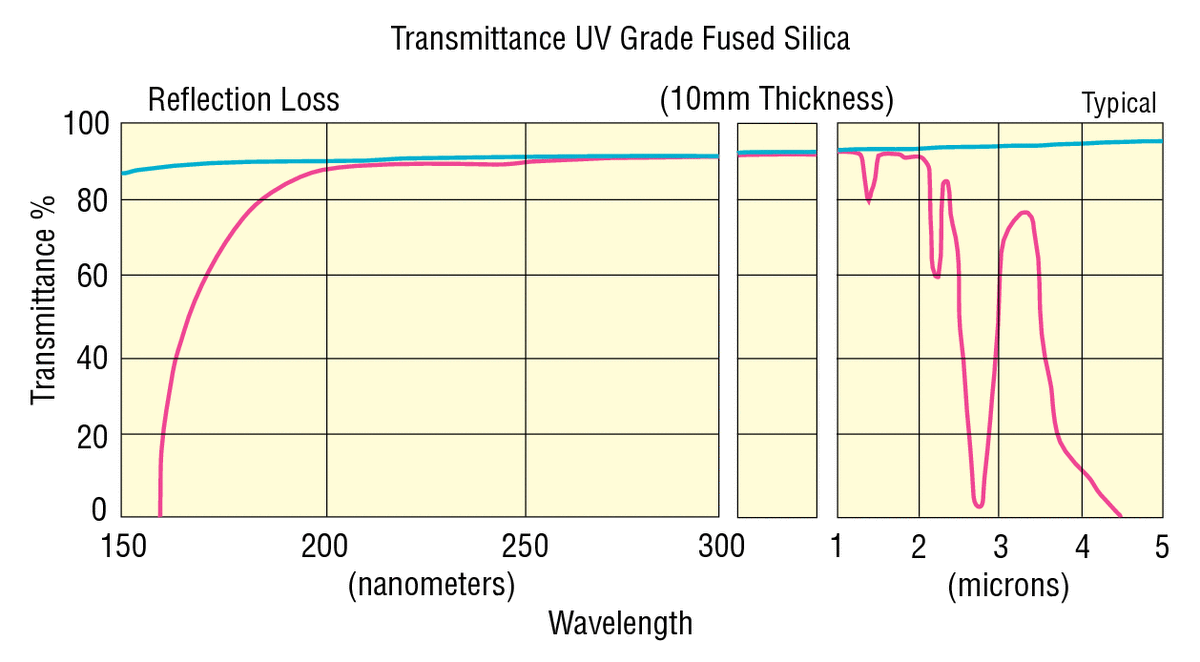 Transmittance UV Grade Fused Silica
Reflection Loss (10mm Thickness) Typical
Transmittance %
100
80
60
40
20
0
150 200 250 300 1 2 3 4 5
(nanometers) (microns)
Wavelength